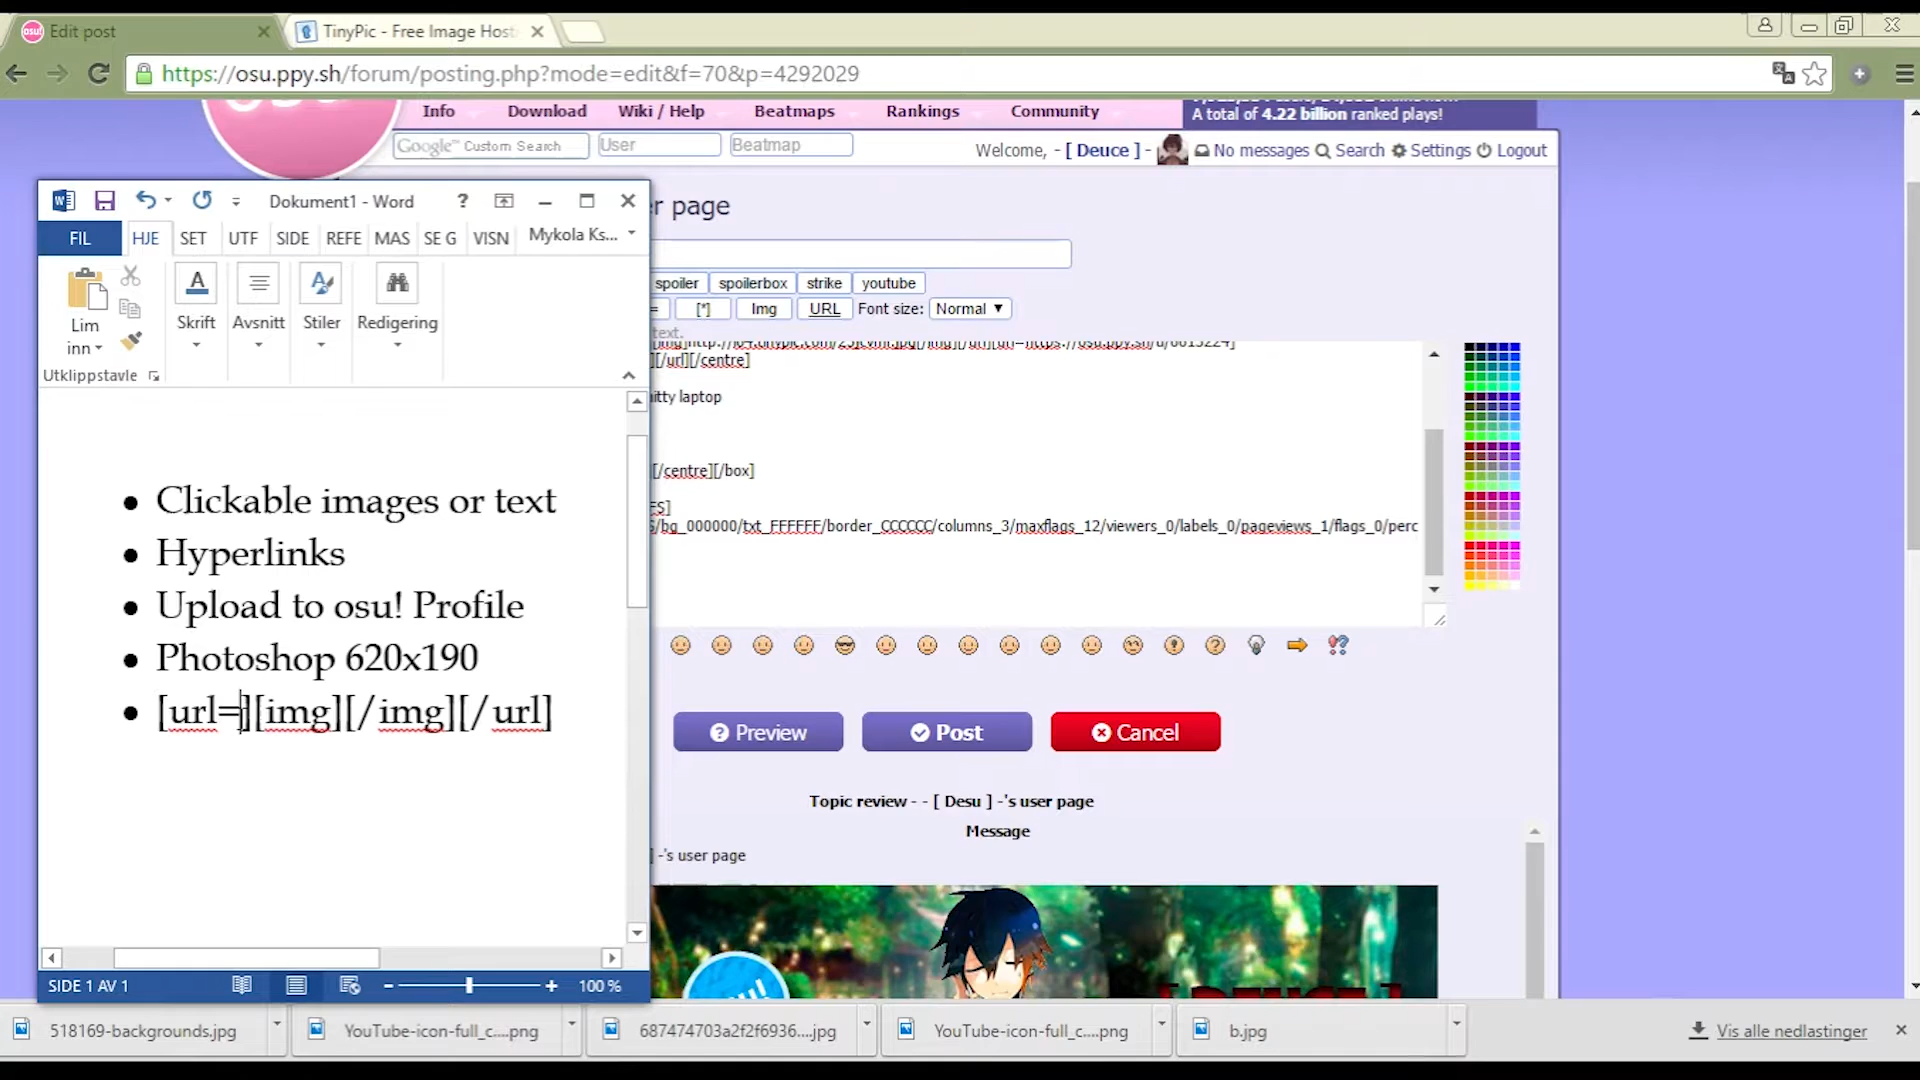 osu!
Edit post
TinyPic - Free Image Host
https://osu.ppy.sh/forum/posting.php?mode=edit&f=70&p=4292029
Info
Download
Wiki / Help
Beatmaps
Rankings
Community
A total of 4.22 billion ranked plays!
Google™ Custom Search
User
Beatmap
Welcome, - [ Deuce ] -
No messages
Search
Settings
Logout
Dokument1 - Word
?
er page
FIL
HJE
SET
UTF
SIDE
REFE
MAS
SE G
VISN
Mykola Ks...
spoiler
spoilerbox
strike
youtube
=
[*]
Img
URL
Font size:
Normal ▼
Lim
inn
Skrift
Avsnitt
Stiler
Redigering
Utklippstavle
text.
[/url][/centre]
itty laptop
[/centre][/box]
ES]
/bg_000000/txt_FFFFFF/border_CCCCCC/columns_3/maxflags_12/viewers_0/labels_0/pageviews_1/flags_0/perc
• Clickable images or text
• Hyperlinks
• Upload to osu! Profile
• Photoshop 620x190
• [url=][img][/img][/url]
Preview
Post
Cancel
Topic review - - [ Desu ] -'s user page
Message
] -'s user page
SIDE 1 AV 1
100 %
518169-backgrounds.jpg
YouTube-icon-full_c....png
687474703a2f2f6936....jpg
YouTube-icon-full_c....png
b.jpg
Vis alle nedlastinger